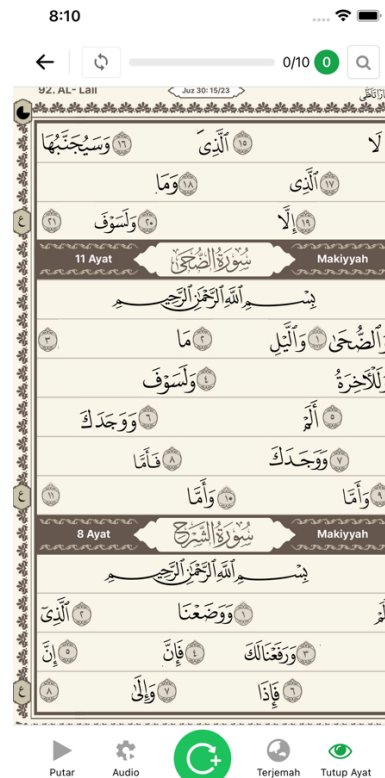 8:10
0/10 0
92. AL- Lail
Juz 30: 15/23
لَا ١٥ ٱلَّذِى ١٦ وَسَيُجَنَّبُهَا
١٧ ٱلَّذِى ١٨ وَمَا
١٩ إِلَّا ٢٠ وَلَسَوْفَ ٢١
ع
11 Ayat
سُورَةُ الضُّحَىٰ
Makiyyah
بِسْمِ ٱللَّهِ ٱلرَّحْمَٰنِ ٱلرَّحِيمِ
وَٱلضُّحَىٰ ١ وَٱلَّيْلِ ٢ مَا ٣
وَلَلْأَخِرَةُ ٤ وَلَسَوْفَ
٥ أَلَمْ ٦ وَوَجَدَكَ
٧ وَوَجَدَكَ ٨ فَأَمَّا
٩ وَأَمَّا ١٠ وَأَمَّا ١١
ع
8 Ayat
سُورَةُ الشَّرْحِ
Makiyyah
بِسْمِ ٱللَّهِ ٱلرَّحْمَٰنِ ٱلرَّحِيمِ
١ وَوَضَعْنَا ٢ ٱلَّذِىٓ
٣ وَرَفَعْنَا لَكَ ٤ فَإِنَّ ٥ إِنَّ
٦ فَإِذَا ٧ وَإِلَىٰ ٨
ع
Putar
Audio
Terjemah
Tutup Ayat